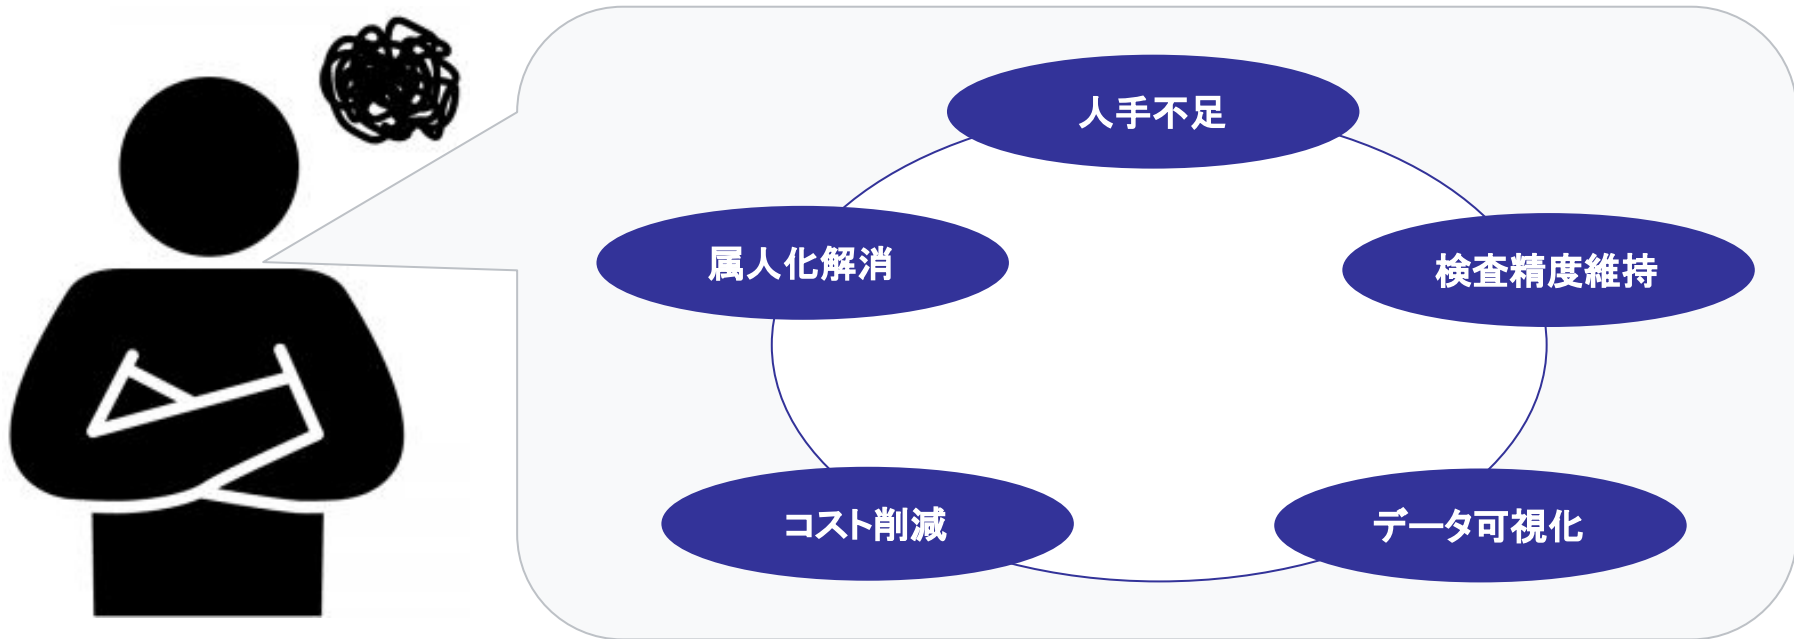 人手不足
属人化解消
検査精度維持
コスト削減
データ可視化